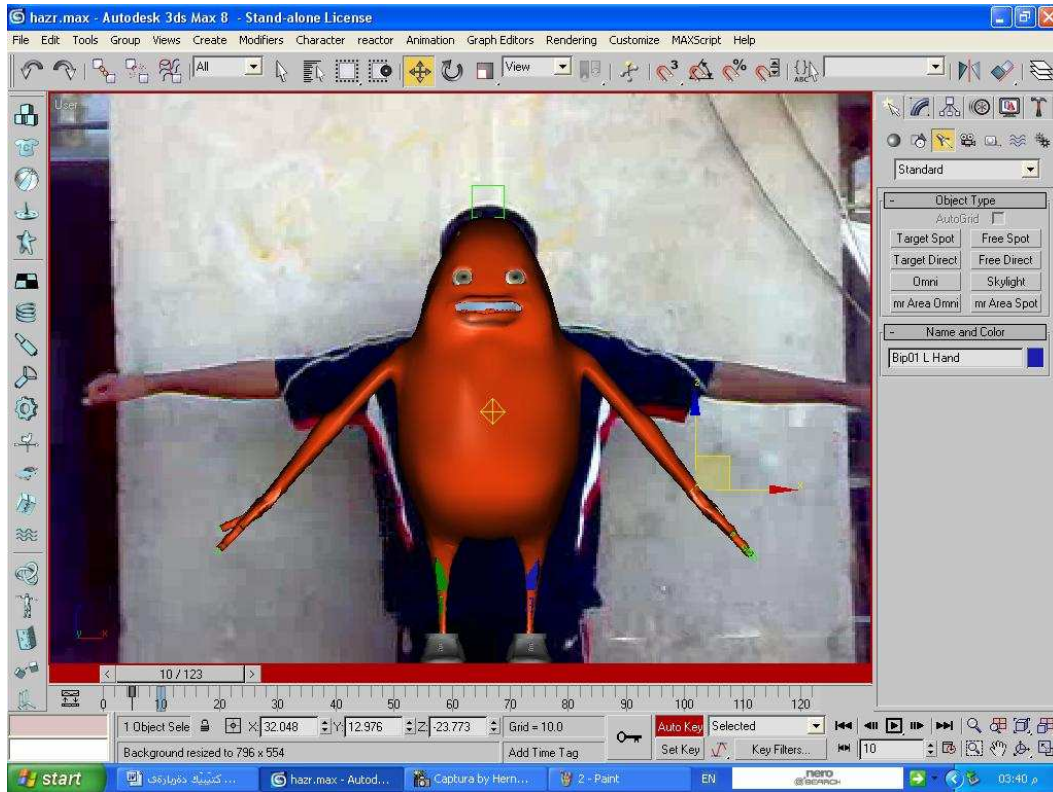 hazr.max - Autodesk 3ds Max 8 - Stand-alone License
File Edit Tools Group Views Create Modifiers Character reactor Animation Graph Editors Rendering Customize MAXScript Help
All View
User
Standard
- Object Type
AutoGrid
Target Spot Free Spot
Target Direct Free Direct
Omni Skylight
mr Area Omni mr Area Spot
- Name and Color
Bip01 L Hand
z
x
< 10 / 123 >
0 10 20 30 40 50 60 70 80 90 100 110 120
1 Object Sele X: 32.048 Y: 12.976 Z: -23.773 Grid = 10.0 Auto Key Selected
Background resized to 796 x 554 Add Time Tag Set Key Key Filters... 10
start hazr.max - Autod... Captura by Hern... 2 - Paint EN nero SEARCH 03:40 م